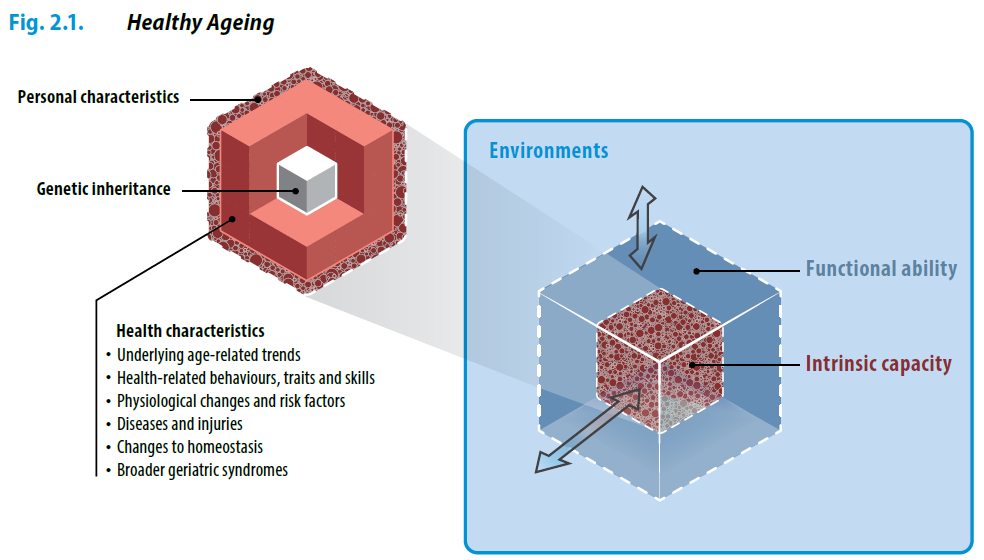 Fig. 2.1. Healthy Ageing
Personal characteristics
Genetic inheritance
Health characteristics
• Underlying age-related trends
• Health-related behaviours, traits and skills
• Physiological changes and risk factors
• Diseases and injuries
• Changes to homeostasis
• Broader geriatric syndromes
Environments
Functional ability
Intrinsic capacity